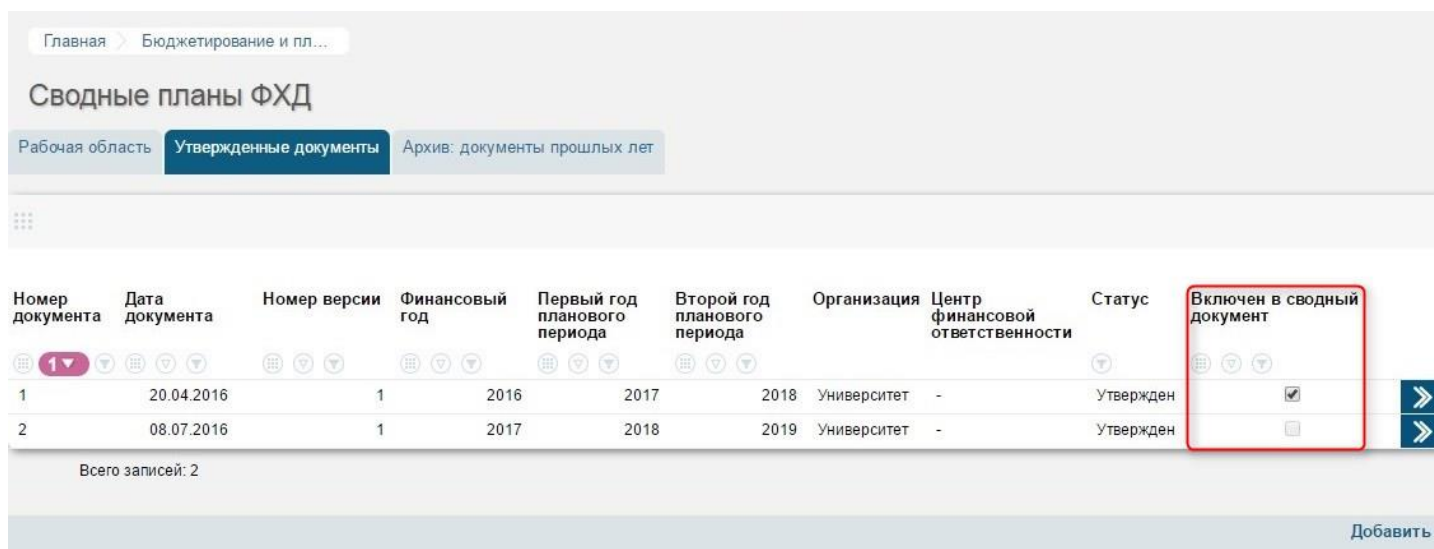 Главная Бюджетирование и пл...
Сводные планы ФХД
Рабочая область Утвержденные документы Архив: документы прошлых лет
Номер документа Дата документа Номер версии Финансовый год Первый год планового периода Второй год планового периода Организация Центр финансовой ответственности Статус Включен в сводный документ
1
1 20.04.2016 1 2016 2017 2018 Университет - Утвержден
2 08.07.2016 1 2017 2018 2019 Университет - Утвержден
Всего записей: 2
Добавить